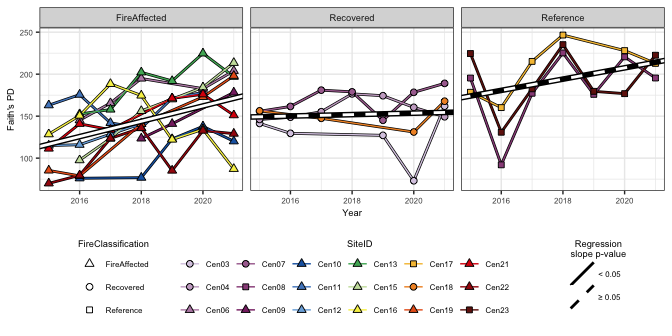 FireAffected Recovered Reference
250
200
150
100
Faith's PD
2016 2018 2020 2016 2018 2020 2016 2018 2020
Year
FireClassification SiteID Regression
slope p-value
FireAffected Cen03 Cen07 Cen10 Cen13 Cen17 Cen21
< 0.05
Recovered Cen04 Cen08 Cen11 Cen15 Cen18 Cen22
≥ 0.05
Reference Cen06 Cen09 Cen12 Cen16 Cen19 Cen23